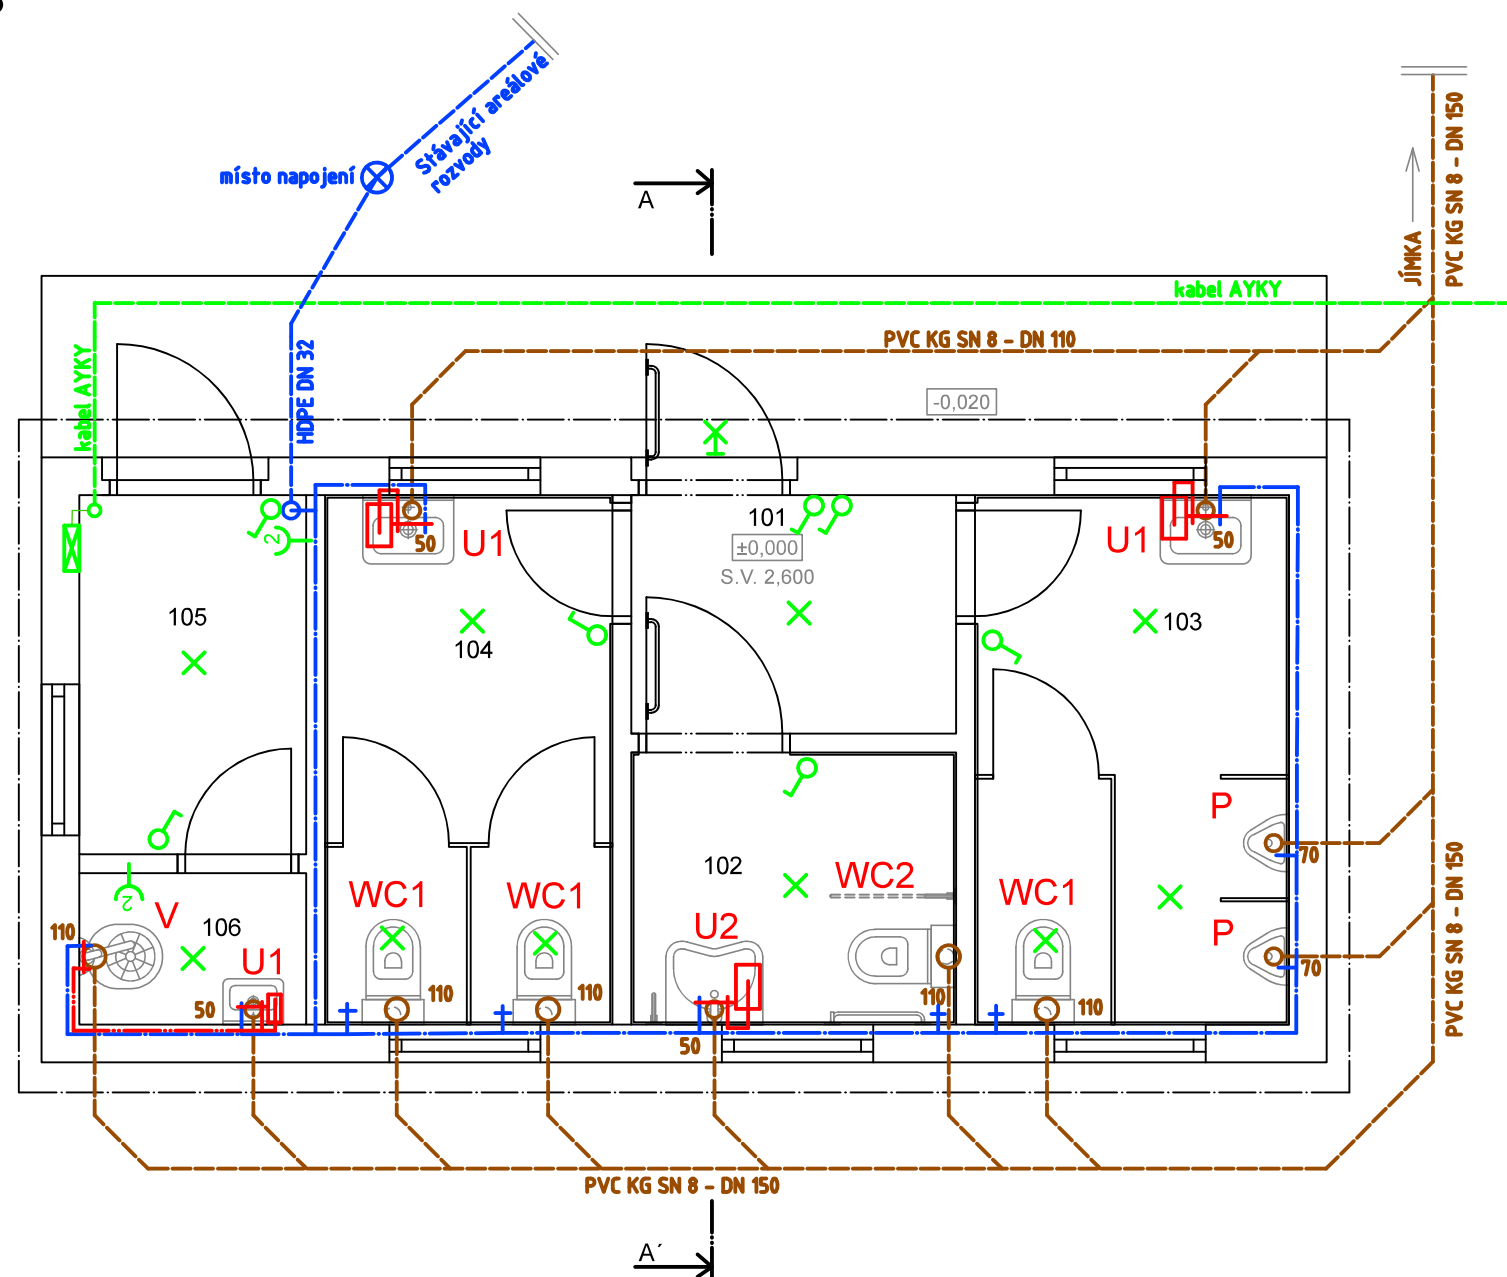 Stávající areálové
rozvody
místo napojení
A
JÍMKA
PVC KG SN 8 - DN 150
kabel AYKY
PVC KG SN 8 - DN 110
kabel AYKY
HDPE DN 32
-0,020
101
±0,000
S.V. 2,600
U1
50
U1
50
2
105
104
103
P
70
102
WC2
WC1
WC1
WC1
2
V
106
110
U1
50
110
110
U2
50
110
110
P
70
PVC KG SN 8 - DN 150
PVC KG SN 8 - DN 150
A´